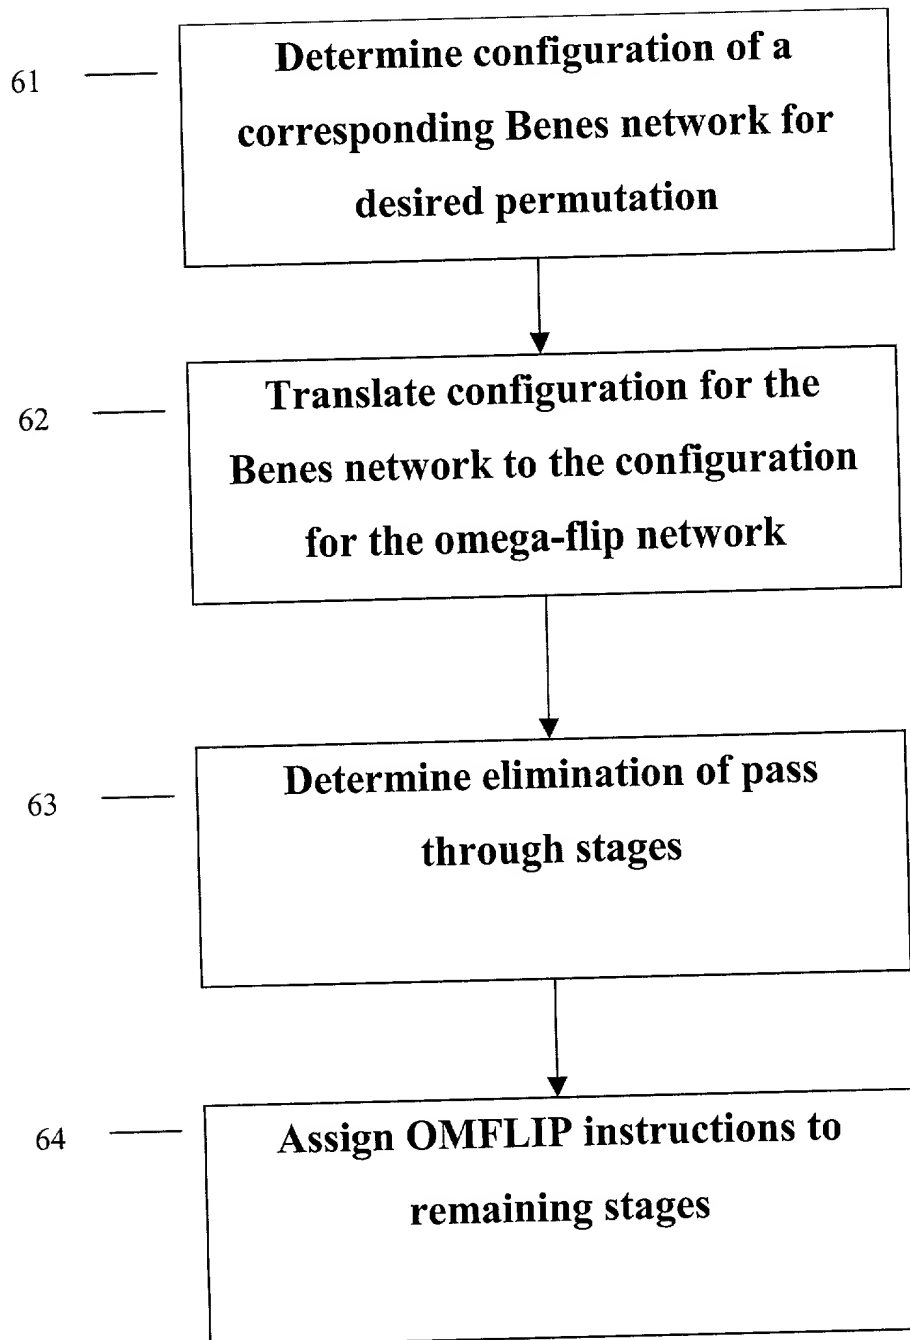 61
Determine configuration of a
corresponding Benes network for
desired permutation
62
Translate configuration for the
Benes network to the configuration
for the omega-flip network
63
Determine elimination of pass
through stages
64
Assign OMFLIP instructions to
remaining stages